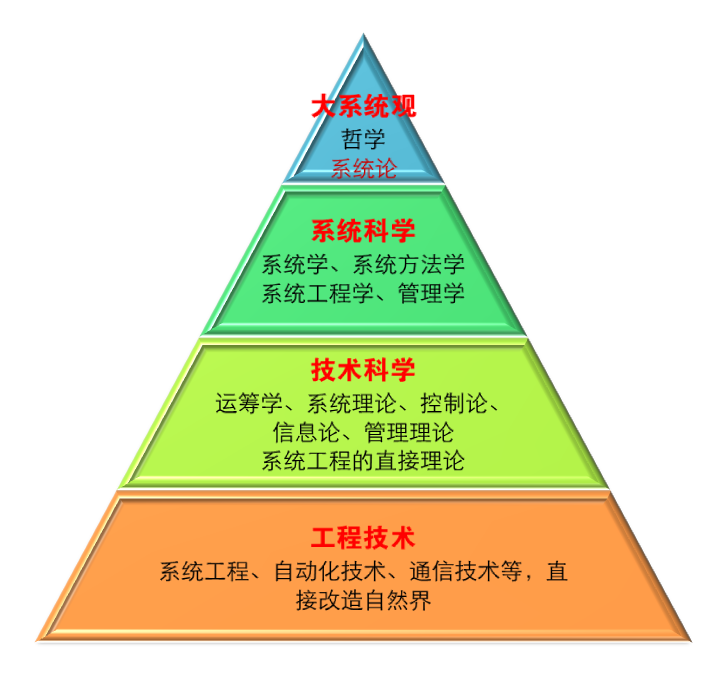 大系统观
哲学
系统论
系统科学
系统学、系统方法学
系统工程学、管理学
技术科学
运筹学、系统理论、控制论、
信息论、管理理论
系统工程的直接理论
工程技术
系统工程、自动化技术、通信技术等，直
接改造自然界